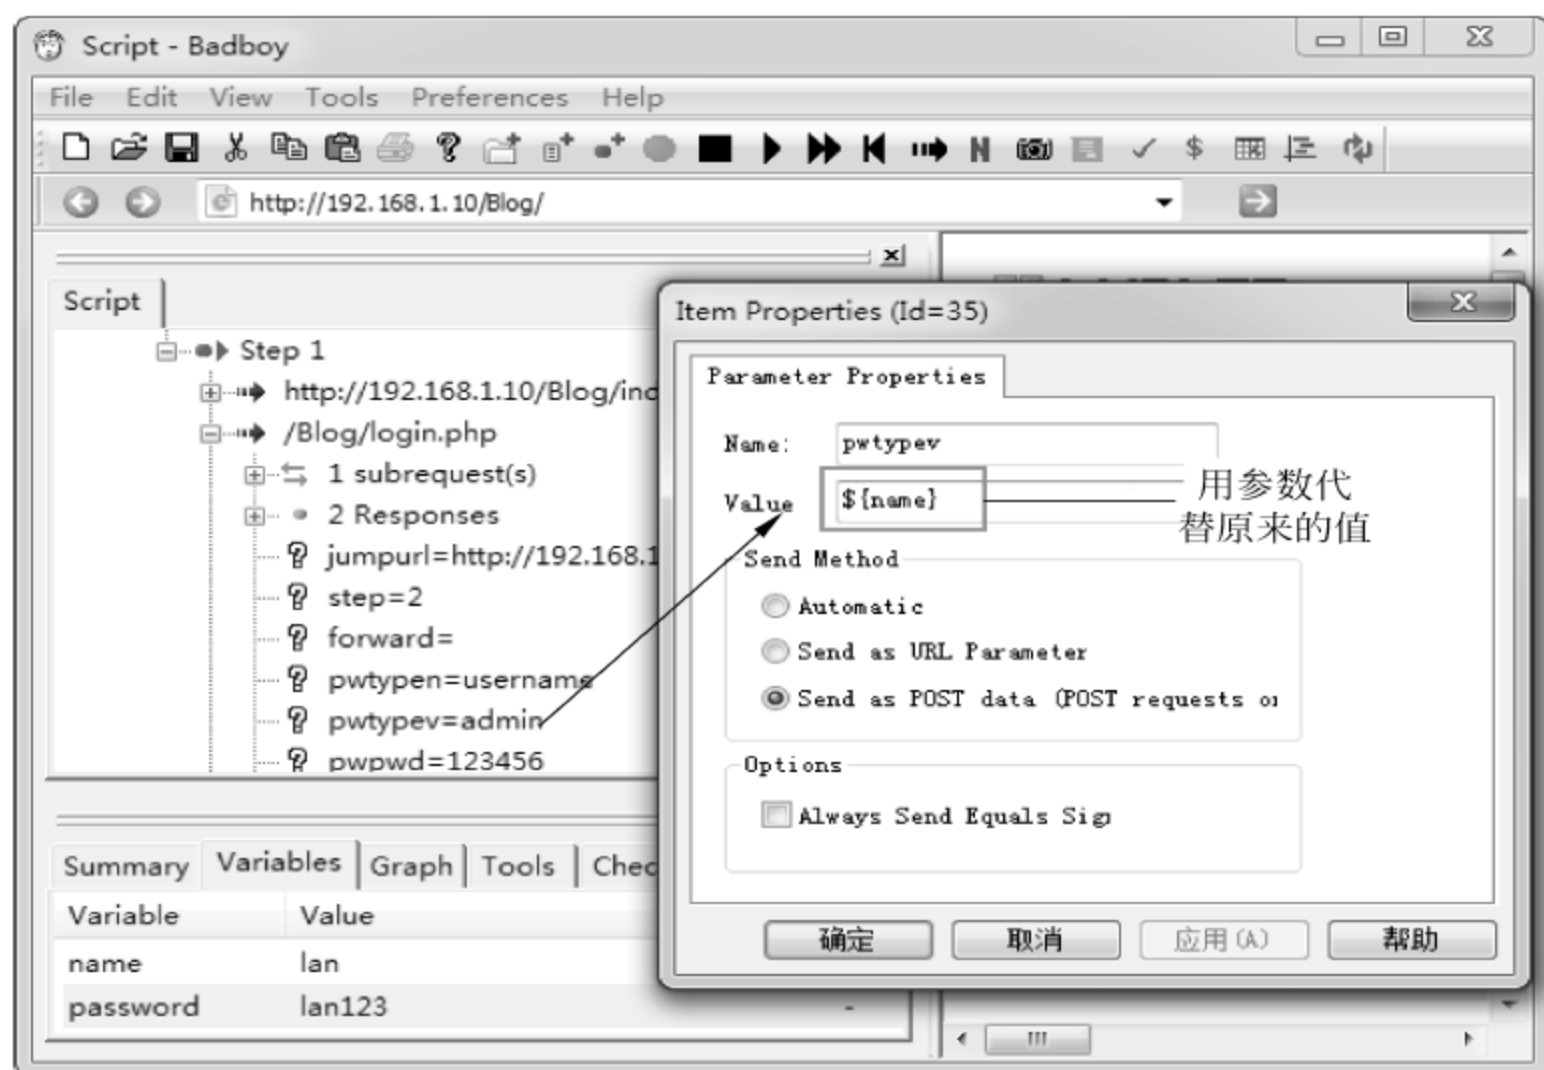 Script - Badboy
File Edit View Tools Preferences Help
http://192.168.1.10/Blog/
Script
Step 1
http://192.168.1.10/Blog/
/Blog/login.php
1 subrequest(s)
2 Responses
jumpurl=http://192.168.1
step=2
forward=
pwtypen=username
pwtypev=admin
pwpwd=123456
Summary Variables Graph Tools Chec
Variable Value
name lan
password lan123 -
Item Properties (Id=35)
Parameter Properties
Name: pwtypev
Value ${name}
用参数代
替原来的值
Send Method
Automatic
Send as URL Parameter
Send as POST data (POST requests
Options
Always Send Equals
确定 取消 应用(A) 帮助